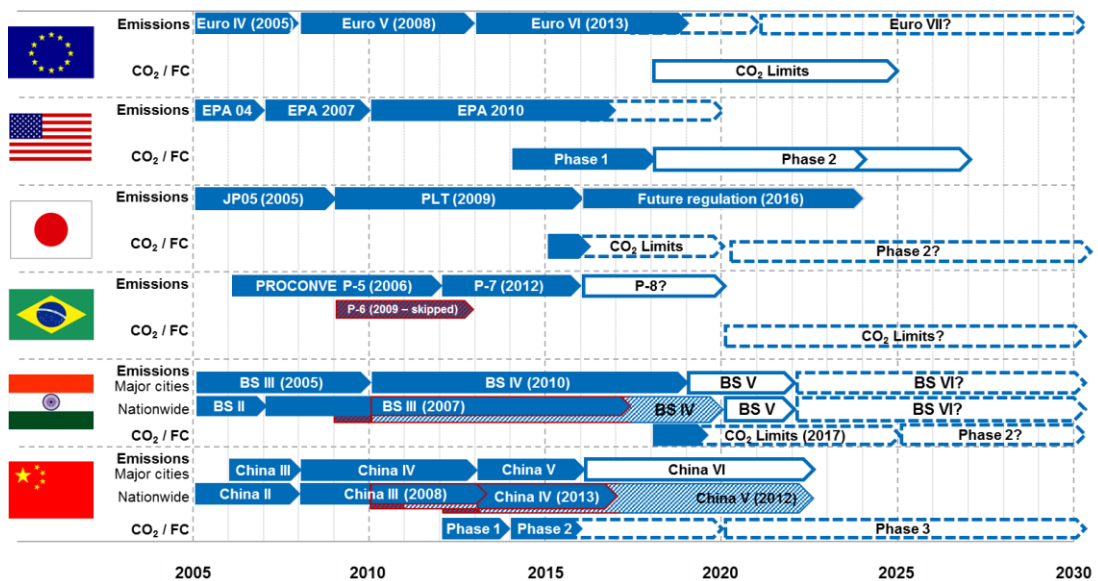 Emissions Euro IV (2005) Euro V (2008) Euro VI (2013) Euro VII?
CO₂ / FC CO₂ Limits
Emissions EPA 04 EPA 2007 EPA 2010
CO₂ / FC Phase 1 Phase 2
Emissions JP05 (2005) PLT (2009) Future regulation (2016)
CO₂ / FC CO₂ Limits Phase 2?
Emissions PROCONVE P-5 (2006) P-7 (2012) P-8?
P-6 (2009 – skipped)
CO₂ / FC CO₂ Limits?
Emissions
Major cities BS III (2005) BS IV (2010) BS V BS VI?
Nationwide BS II BS III (2007) BS IV BS V BS VI?
CO₂ / FC CO₂ Limits (2017) Phase 2?
Emissions
Major cities China III China IV China V China VI
Nationwide China II China III (2008) China IV (2013) China V (2012)
CO₂ / FC Phase 1 Phase 2 Phase 3
2005 2010 2015 2020 2025 2030